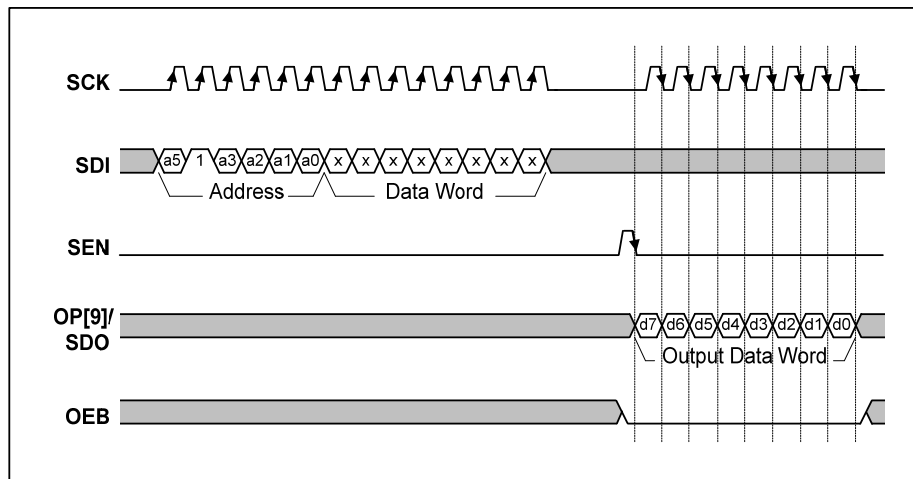 SCK
SDI a5 1 a3 a2 a1 a0 x x x x x x x x
Address Data Word
SEN
OP[9]/
SDO d7 d6 d5 d4 d3 d2 d1 d0
Output Data Word
OEB